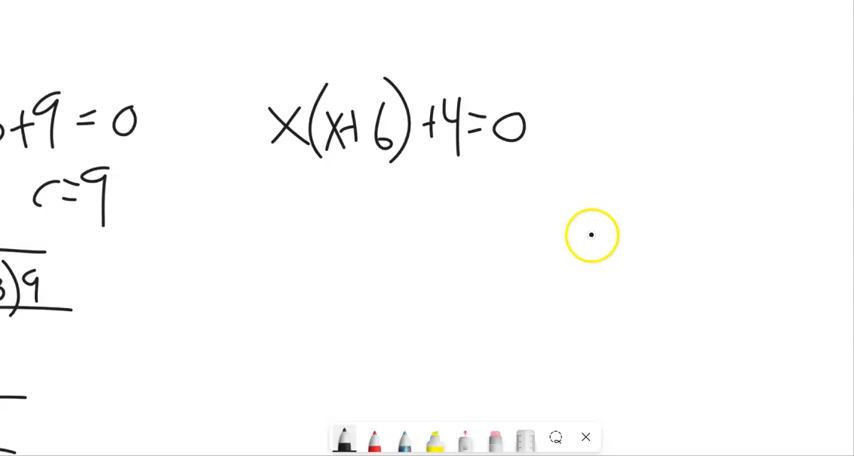 +9 = 0
x(x+6)+4=0
c=9
)9